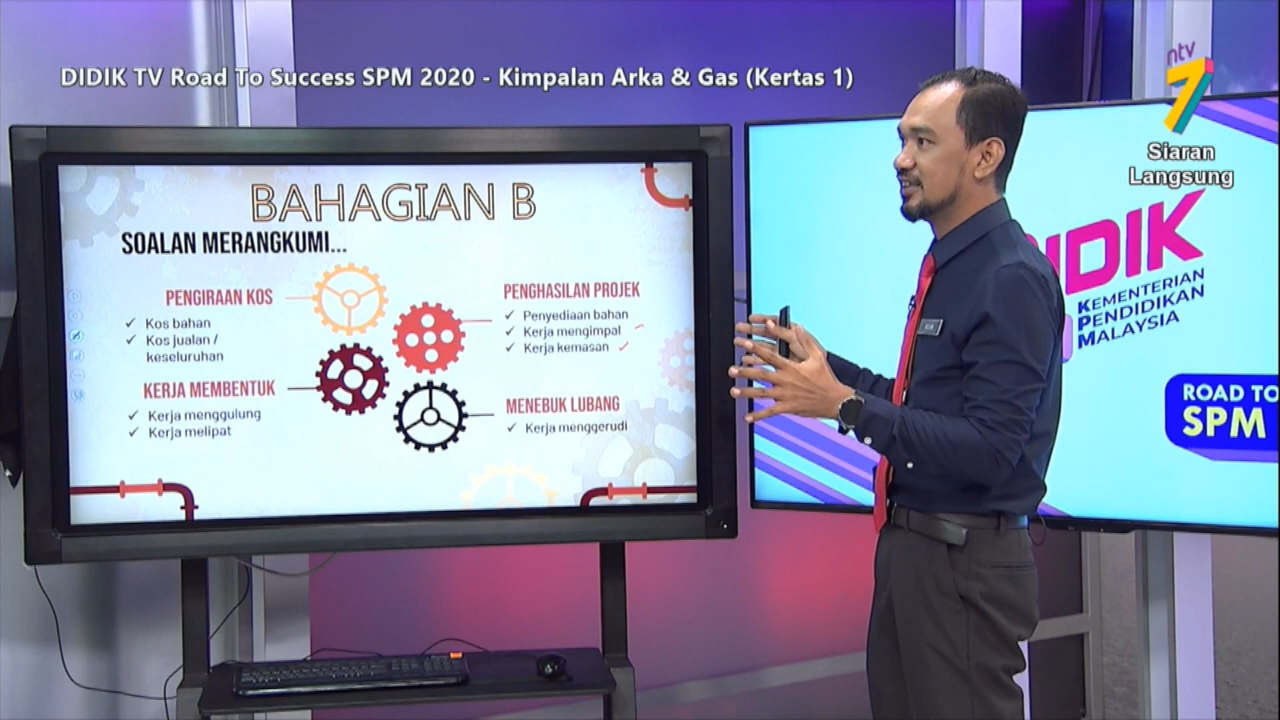 DIDIK TV Road To Success SPM 2020 - Kimpalan Arka & Gas (Kertas 1)
ntv
7
Siaran
Langsung
BAHAGIAN B
SOALAN MERANGKUMI...
PENGIRAAN KOS
✓ Kos bahan
✓ Kos jualan /
keseluruhan
KERJA MEMBENTUK
✓ Kerja menggulung
✓ Kerja melipat
PENGHASILAN PROJEK
✓ Penyediaan bahan
✓ Kerja mengimpal
✓ Kerja kemasan
MENEBUK LUBANG
✓ Kerja menggerudi
IDIK
KEMENTERIAN
PENDIDIKAN
MALAYSIA
ROAD TO
SPM